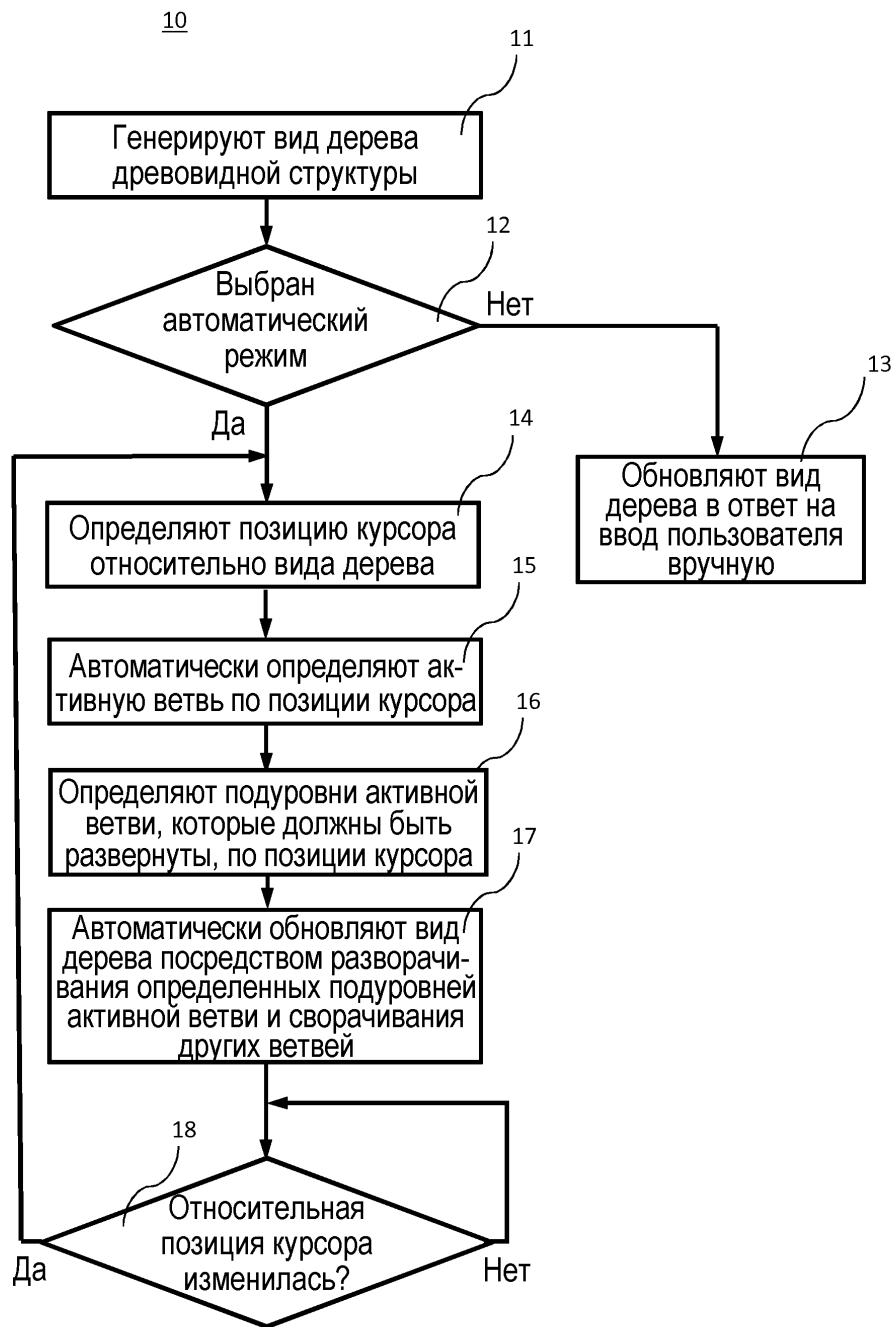 10
11
Генерируют вид дерева
древовидной структуры
12
Выбран
автоматический
режим
Нет
Да
13
Обновляют вид
дерева в ответ на
ввод пользователя
вручную
14
Определяют позицию курсора
относительно вида дерева
15
Автоматически определяют ак-
тивную ветвь по позиции курсора
16
Определяют подуровни активной
ветви, которые должны быть
развернуты, по позиции курсора
17
Автоматически обновляют вид
дерева посредством разворачи-
вания определенных подуровней
активной ветви и сворачивания
других ветвей
18
Относительная
позиция курсора
изменилась?
Да
Нет